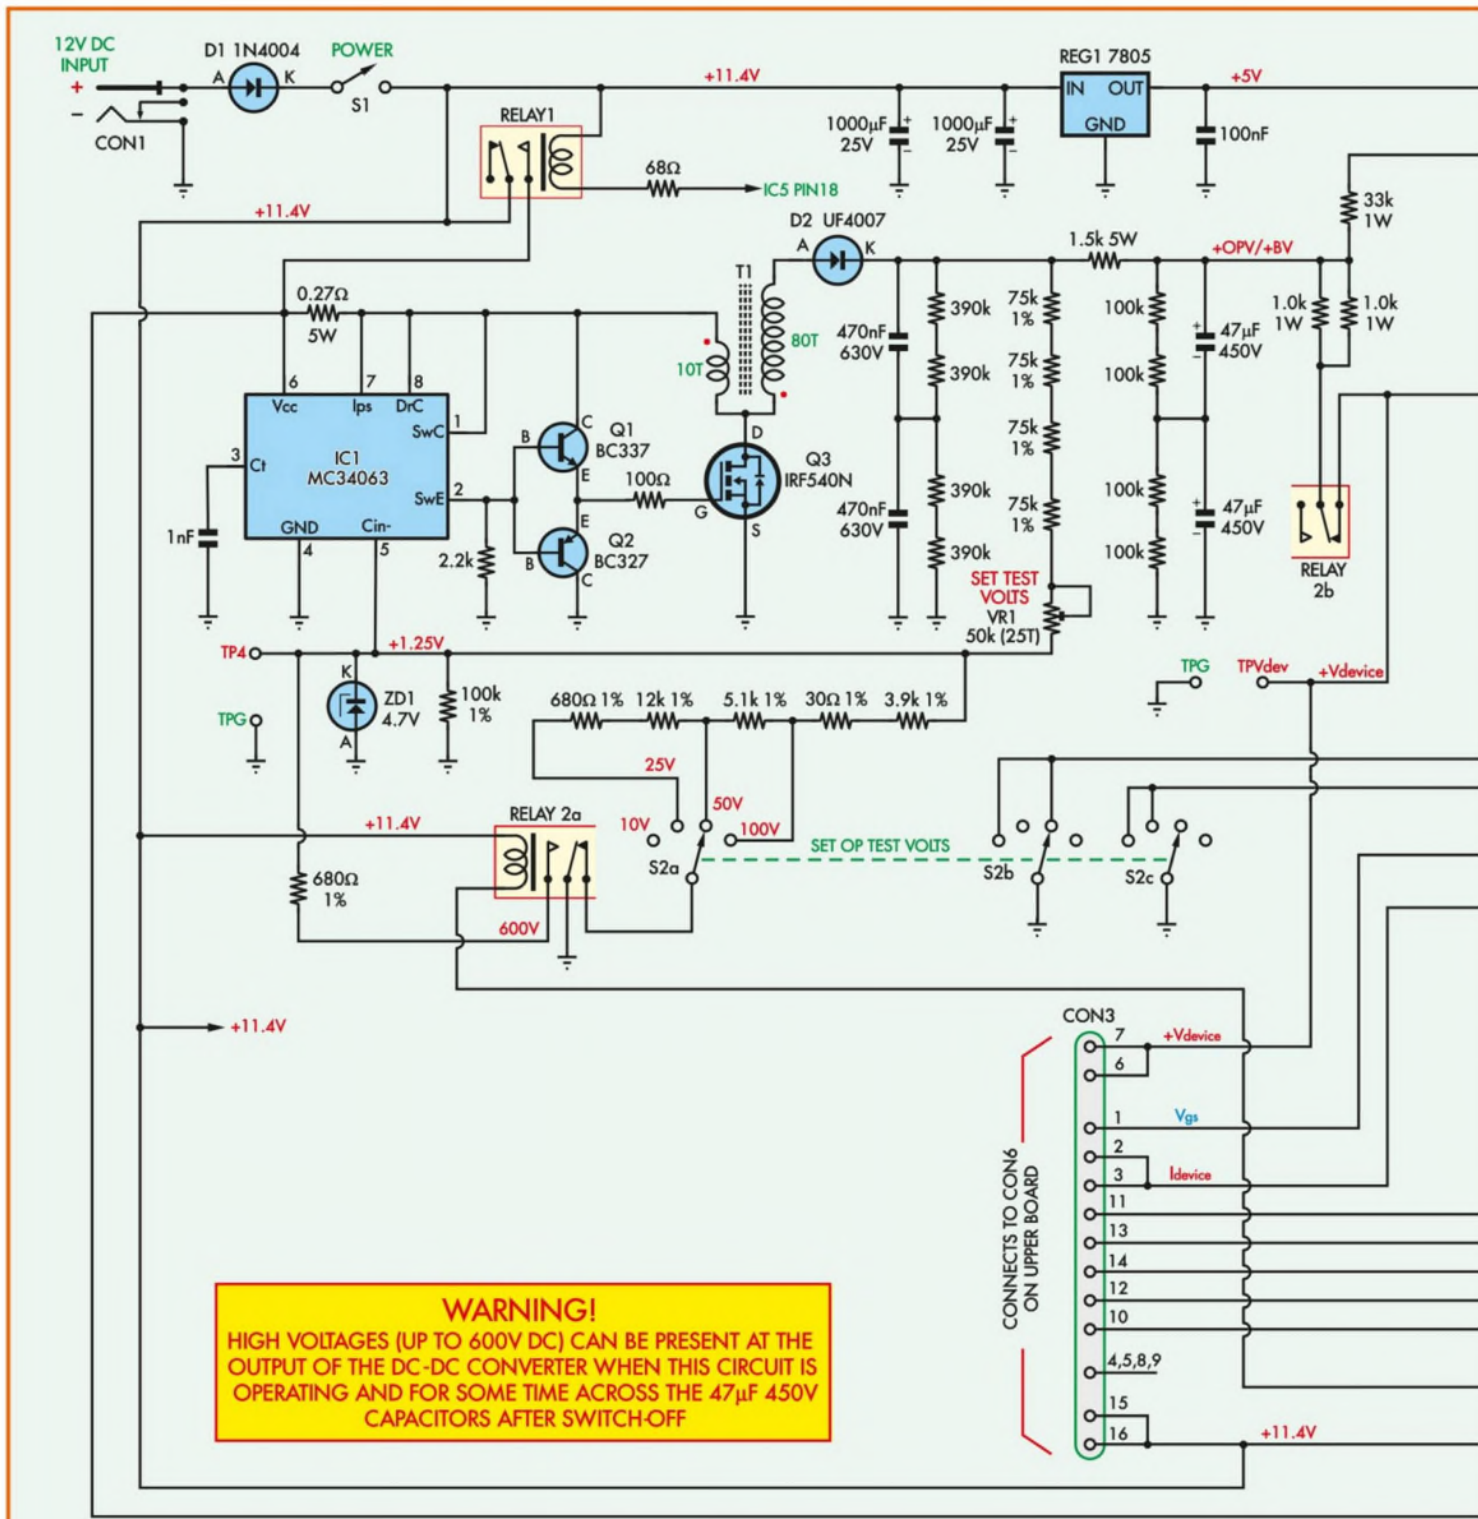 12V DC
INPUT
+
–
CON1
D1 1N4004
A
K
POWER
S1
+11.4V
REG1 7805
IN
OUT
GND
+5V
RELAY1
1000µF
25V
+
–
1000µF
25V
+
–
100nF
68Ω
IC5 PIN18
33k
1W
+11.4V
D2 UF4007
A
K
1.5k 5W
+OPV/+BV
T1
0.27Ω
5W
10T
80T
470nF
630V
390k
390k
75k
1%
75k
1%
100k
100k
+
47µF
450V
–
1.0k
1W
1.0k
1W
6
7
8
Vcc
Ips
DrC
SwC
1
3
Ct
IC1
MC34063
SwE
2
GND
Cin-
4
5
1nF
2.2k
C
B
Q1
BC337
E
E
Q2
BC327
B
C
100Ω
D
Q3
IRF540N
G
S
470nF
630V
390k
390k
75k
1%
75k
1%
100k
100k
+
47µF
450V
–
RELAY
2b
SET TEST
VOLTS
VR1
50k (25T)
TP4
+1.25V
K
ZD1
4.7V
A
100k
1%
TPG
680Ω 1%
12k 1%
5.1k 1%
30Ω 1%
3.9k 1%
TPG
TPVdev
+Vdevice
25V
50V
10V
100V
S2a
SET OP TEST VOLTS
S2b
S2c
RELAY 2a
+11.4V
680Ω
1%
600V
+11.4V
CON3
7
+Vdevice
6
1
Vgs
2
3
Idevice
11
13
14
12
10
4,5,8,9
15
16
+11.4V
CONNECTS TO CON6
ON UPPER BOARD
WARNING!
HIGH VOLTAGES (UP TO 600V DC) CAN BE PRESENT AT THE
OUTPUT OF THE DC-DC CONVERTER WHEN THIS CIRCUIT IS
OPERATING AND FOR SOME TIME ACROSS THE 47µF 450V
CAPACITORS AFTER SWITCH-OFF